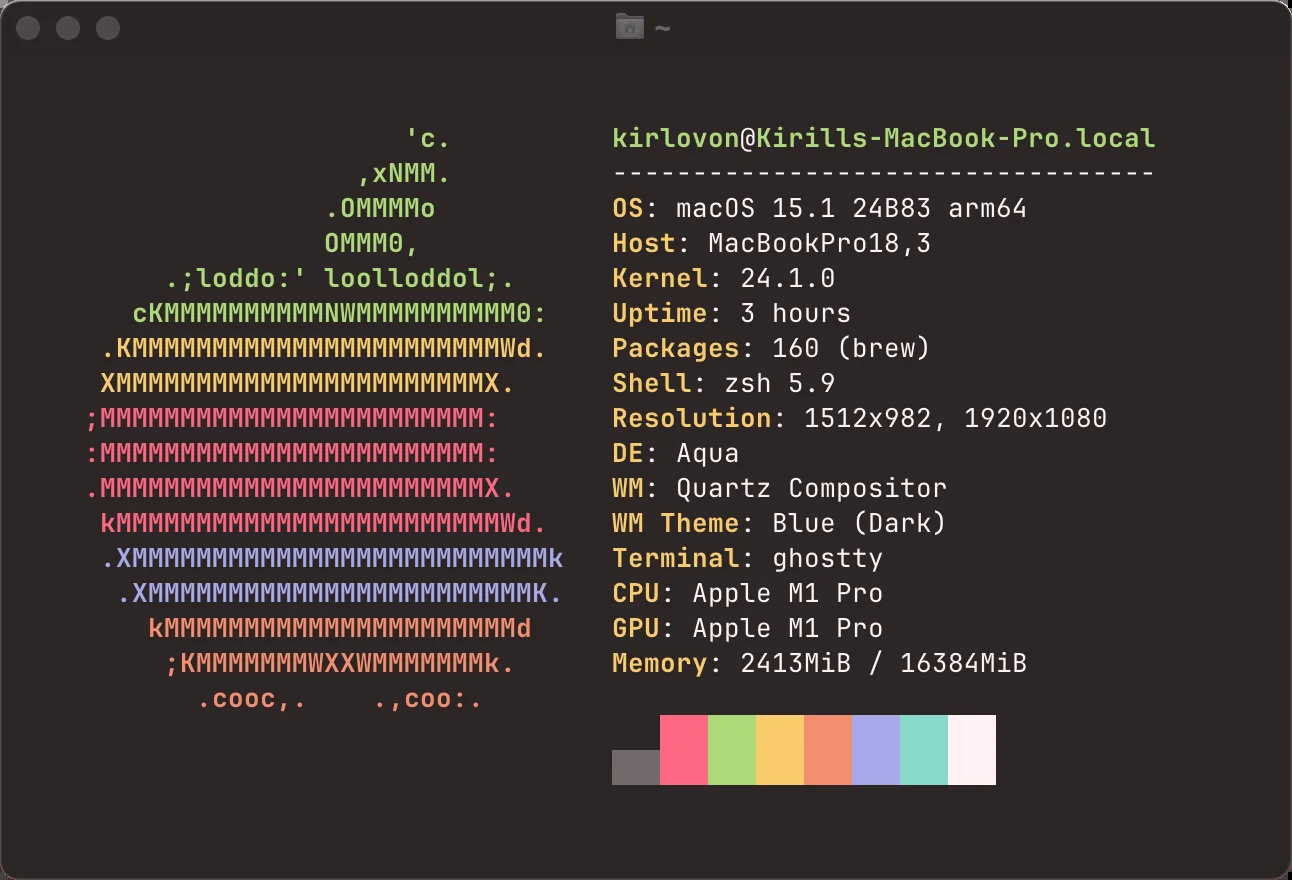 ~
'c.
,xNMM.
.OMMMMo
OMMM0,
.;loddo:' loolloddol;.
cKMMMMMMMMMMNWMMMMMMMMMM0:
.KMMMMMMMMMMMMMMMMMMMMMMMWd.
XMMMMMMMMMMMMMMMMMMMMMMMX.
;MMMMMMMMMMMMMMMMMMMMMMMM:
:MMMMMMMMMMMMMMMMMMMMMMMM:
.MMMMMMMMMMMMMMMMMMMMMMMMX.
kMMMMMMMMMMMMMMMMMMMMMMMMWd.
.XMMMMMMMMMMMMMMMMMMMMMMMMMMk
.XMMMMMMMMMMMMMMMMMMMMMMMMK.
kMMMMMMMMMMMMMMMMMMMMMMd
;KMMMMMMMWXXWMMMMMMMk.
.cooc,.    .,coo:.
kirlovon@Kirills-MacBook-Pro.local
----------------------------------
OS: macOS 15.1 24B83 arm64
Host: MacBookPro18,3
Kernel: 24.1.0
Uptime: 3 hours
Packages: 160 (brew)
Shell: zsh 5.9
Resolution: 1512x982, 1920x1080
DE: Aqua
WM: Quartz Compositor
WM Theme: Blue (Dark)
Terminal: ghostty
CPU: Apple M1 Pro
GPU: Apple M1 Pro
Memory: 2413MiB / 16384MiB